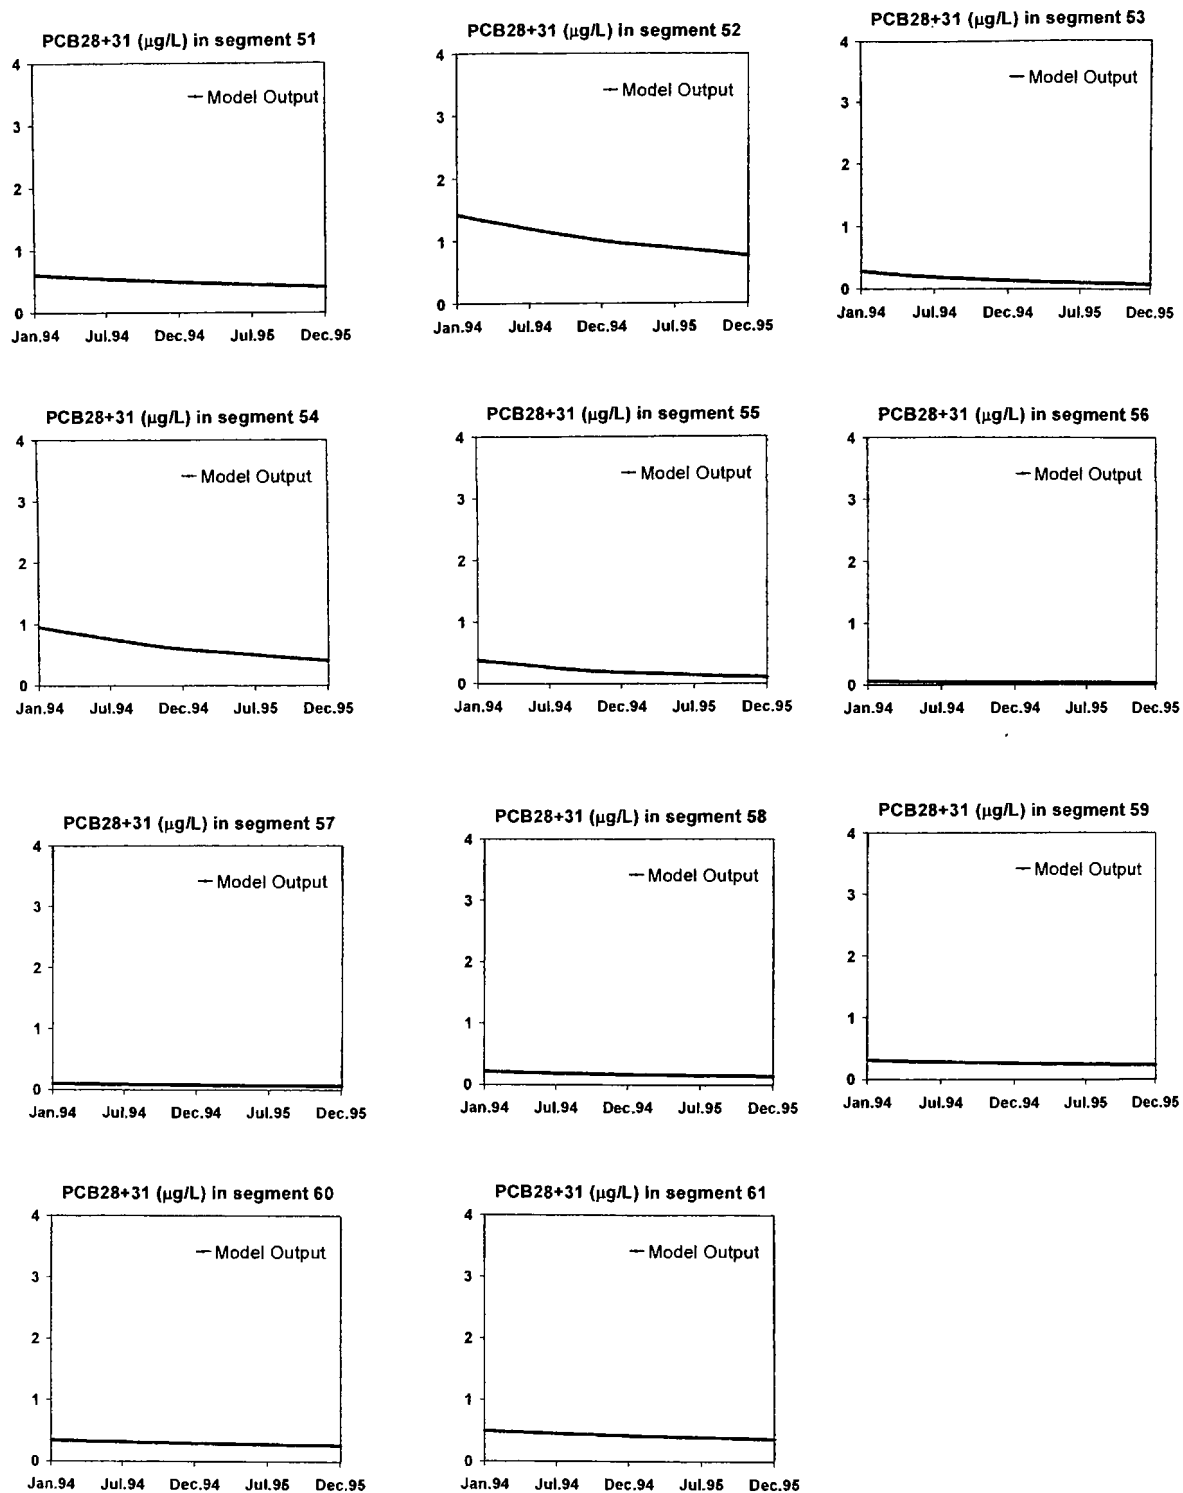 PCB28+31 (µg/L) in segment 51
4
3
2
1
0
Model Output
Jan.94 Jul.94 Dec.94 Jul.95 Dec.95
PCB28+31 (µg/L) in segment 52
4
3
2
1
0
Model Output
Jan.94 Jul.94 Dec.94 Jul.95 Dec.95
PCB28+31 (µg/L) in segment 53
4
3
2
1
0
Model Output
Jan.94 Jul.94 Dec.94 Jul.95 Dec.95
PCB28+31 (µg/L) in segment 54
4
3
2
1
0
Model Output
Jan.94 Jul.94 Dec.94 Jul.95 Dec.95
PCB28+31 (µg/L) in segment 55
4
3
2
1
0
Model Output
Jan.94 Jul.94 Dec.94 Jul.95 Dec.95
PCB28+31 (µg/L) in segment 56
4
3
2
1
0
Model Output
Jan.94 Jul.94 Dec.94 Jul.95 Dec.95
PCB28+31 (µg/L) in segment 57
4
3
2
1
0
Model Output
Jan.94 Jul.94 Dec.94 Jul.95 Dec.95
PCB28+31 (µg/L) in segment 58
4
3
2
1
0
Model Output
Jan.94 Jul.94 Dec.94 Jul.95 Dec.95
PCB28+31 (µg/L) in segment 59
4
3
2
1
0
Model Output
Jan.94 Jul.94 Dec.94 Jul.95 Dec.95
PCB28+31 (µg/L) in segment 60
4
3
2
1
0
Model Output
Jan.94 Jul.94 Dec.94 Jul.95 Dec.95
PCB28+31 (µg/L) in segment 61
4
3
2
1
0
Model Output
Jan.94 Jul.94 Dec.94 Jul.95 Dec.95